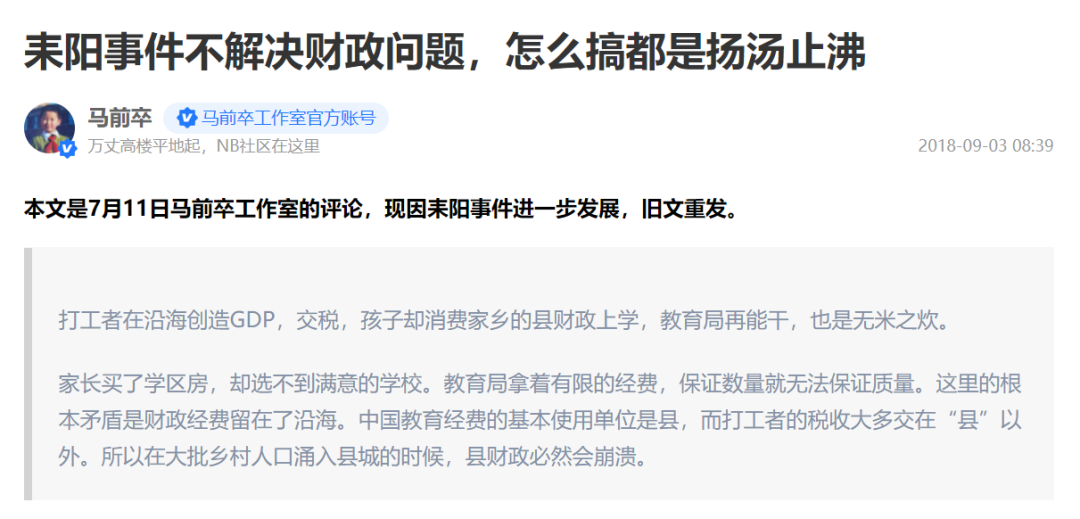 耒阳事件不解决财政问题，怎么搞都是扬汤止沸
马前卒 马前卒工作室官方账号
万丈高楼平地起，NB社区在这里 2018-09-03 08:39
本文是7月11日马前卒工作室的评论，现因耒阳事件进一步发展，旧文重发。
打工者在沿海创造GDP，交税，孩子却消费家乡的县财政上学，教育局再能干，也是无米之炊。
家长买了学区房，却选不到满意的学校。教育局拿着有限的经费，保证数量就无法保证质量。这里的根
本矛盾是财政经费留在了沿海。中国教育经费的基本使用单位是县，而打工者的税收大多交在“县”以
外。所以在大批乡村人口涌入县城的时候，县财政必然会崩溃。